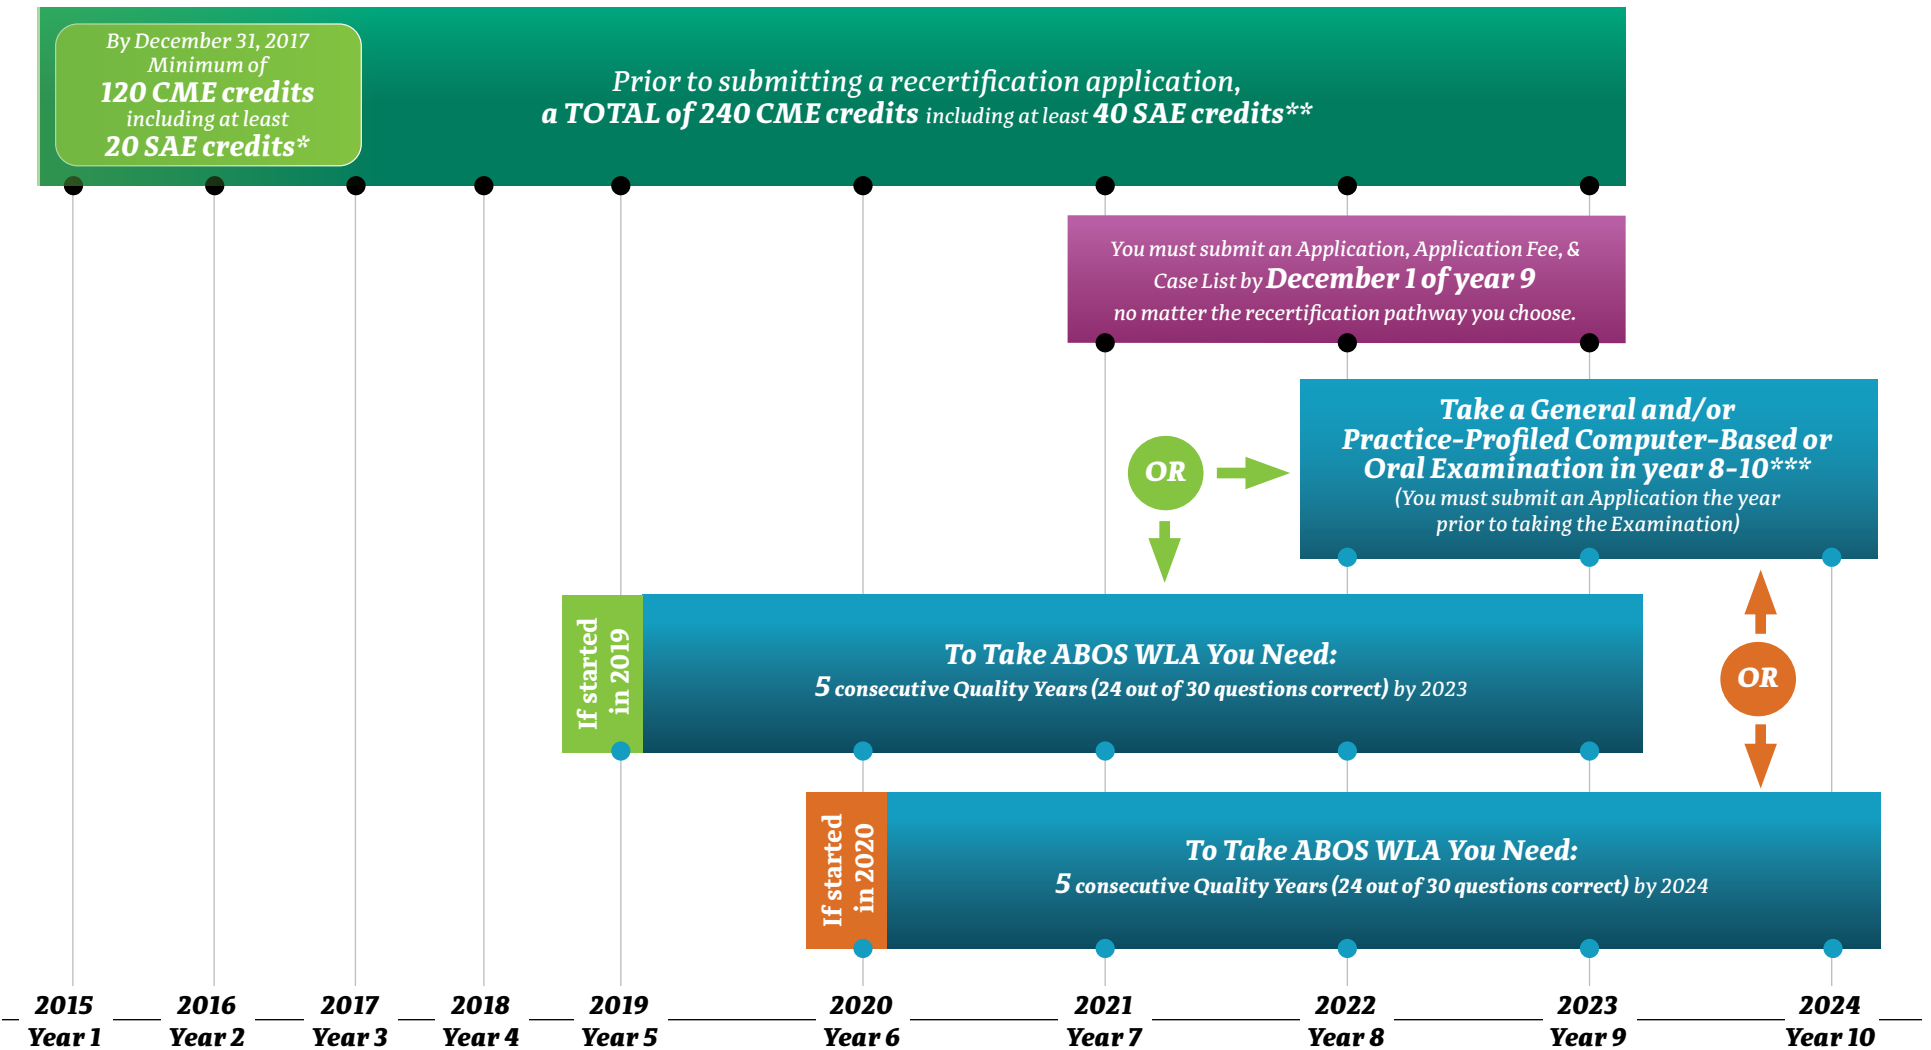 By December 31, 2017
Minimum of
120 CME credits
including at least
20 SAE credits*
Prior to submitting a recertification application,
a TOTAL of 240 CME credits including at least 40 SAE credits**
You must submit an Application, Application Fee, &
Case List by December 1 of year 9
no matter the recertification pathway you choose.
Take a General and/or
Practice-Profiled Computer-Based or
Oral Examination in year 8-10***
(You must submit an Application the year
prior to taking the Examination)
OR
If started
in 2019
To Take ABOS WLA You Need:
5 consecutive Quality Years (24 out of 30 questions correct) by 2023
OR
If started
in 2020
To Take ABOS WLA You Need:
5 consecutive Quality Years (24 out of 30 questions correct) by 2024
2015 2016 2017 2018 2019 2020 2021 2022 2023 2024
Year 1 Year 2 Year 3 Year 4 Year 5 Year 6 Year 7 Year 8 Year 9 Year 10